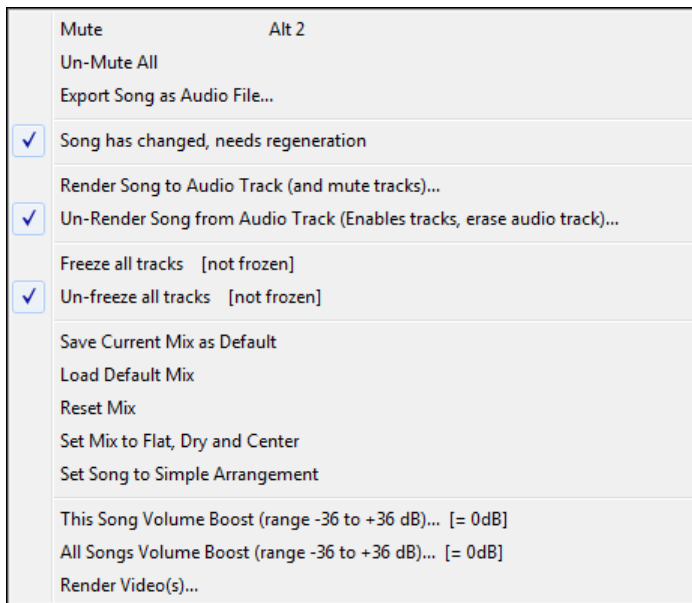 Mute Alt 2
Un-Mute All
Export Song as Audio File...
Song has changed, needs regeneration
Render Song to Audio Track (and mute tracks)...
Un-Render Song from Audio Track (Enables tracks, erase audio track)...
Freeze all tracks [not frozen]
Un-freeze all tracks [not frozen]
Save Current Mix as Default
Load Default Mix
Reset Mix
Set Mix to Flat, Dry and Center
Set Song to Simple Arrangement
This Song Volume Boost (range -36 to +36 dB)... [= 0dB]
All Songs Volume Boost (range -36 to +36 dB)... [= 0dB]
Render Video(s)...